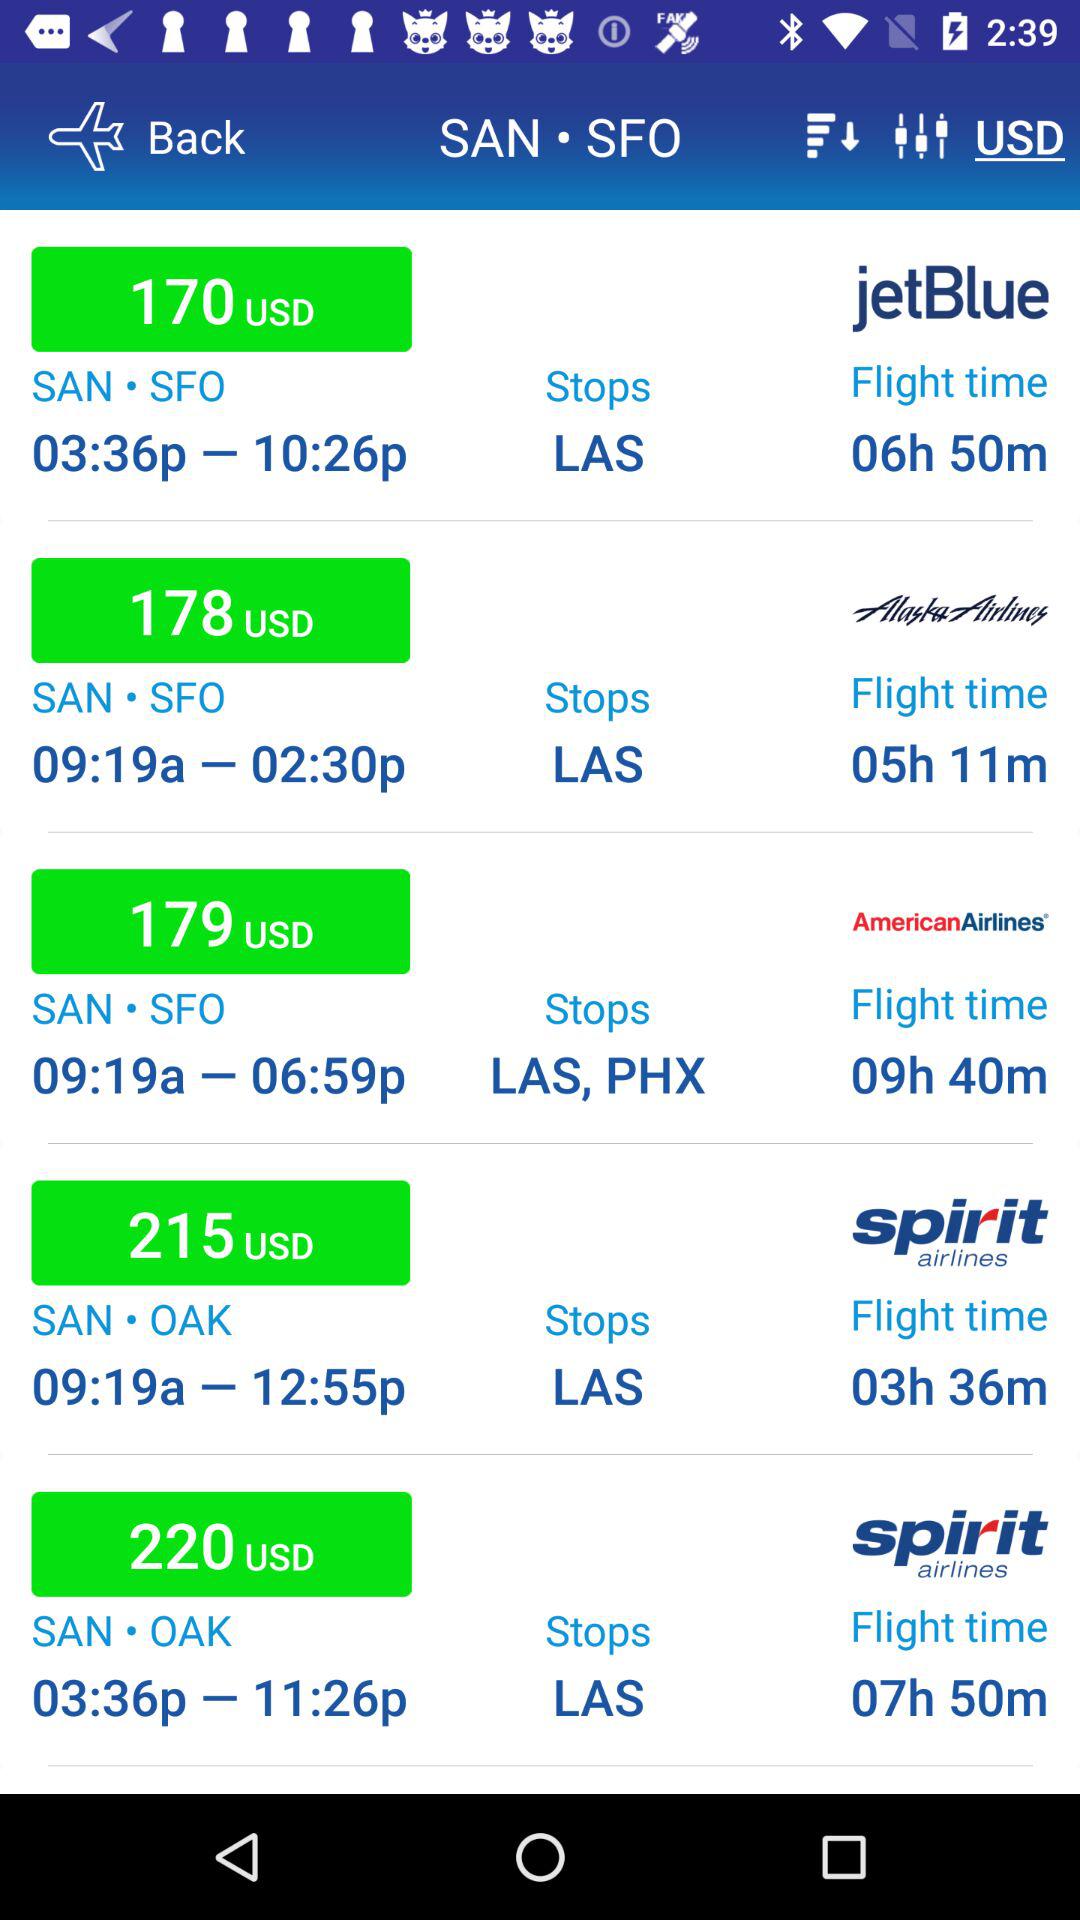 FAKE 2:39
Back SAN • SFO USD
170 USD jetBlue
SAN • SFO Stops Flight time
03:36p — 10:26p LAS 06h 50m
178 USD Alaska Airlines
SAN • SFO Stops Flight time
09:19a — 02:30p LAS 05h 11m
179 USD AmericanAirlines®
SAN • SFO Stops Flight time
09:19a — 06:59p LAS, PHX 09h 40m
215 USD spirit
airlines
SAN • OAK Stops Flight time
09:19a — 12:55p LAS 03h 36m
220 USD spirit
airlines
SAN • OAK Stops Flight time
03:36p — 11:26p LAS 07h 50m